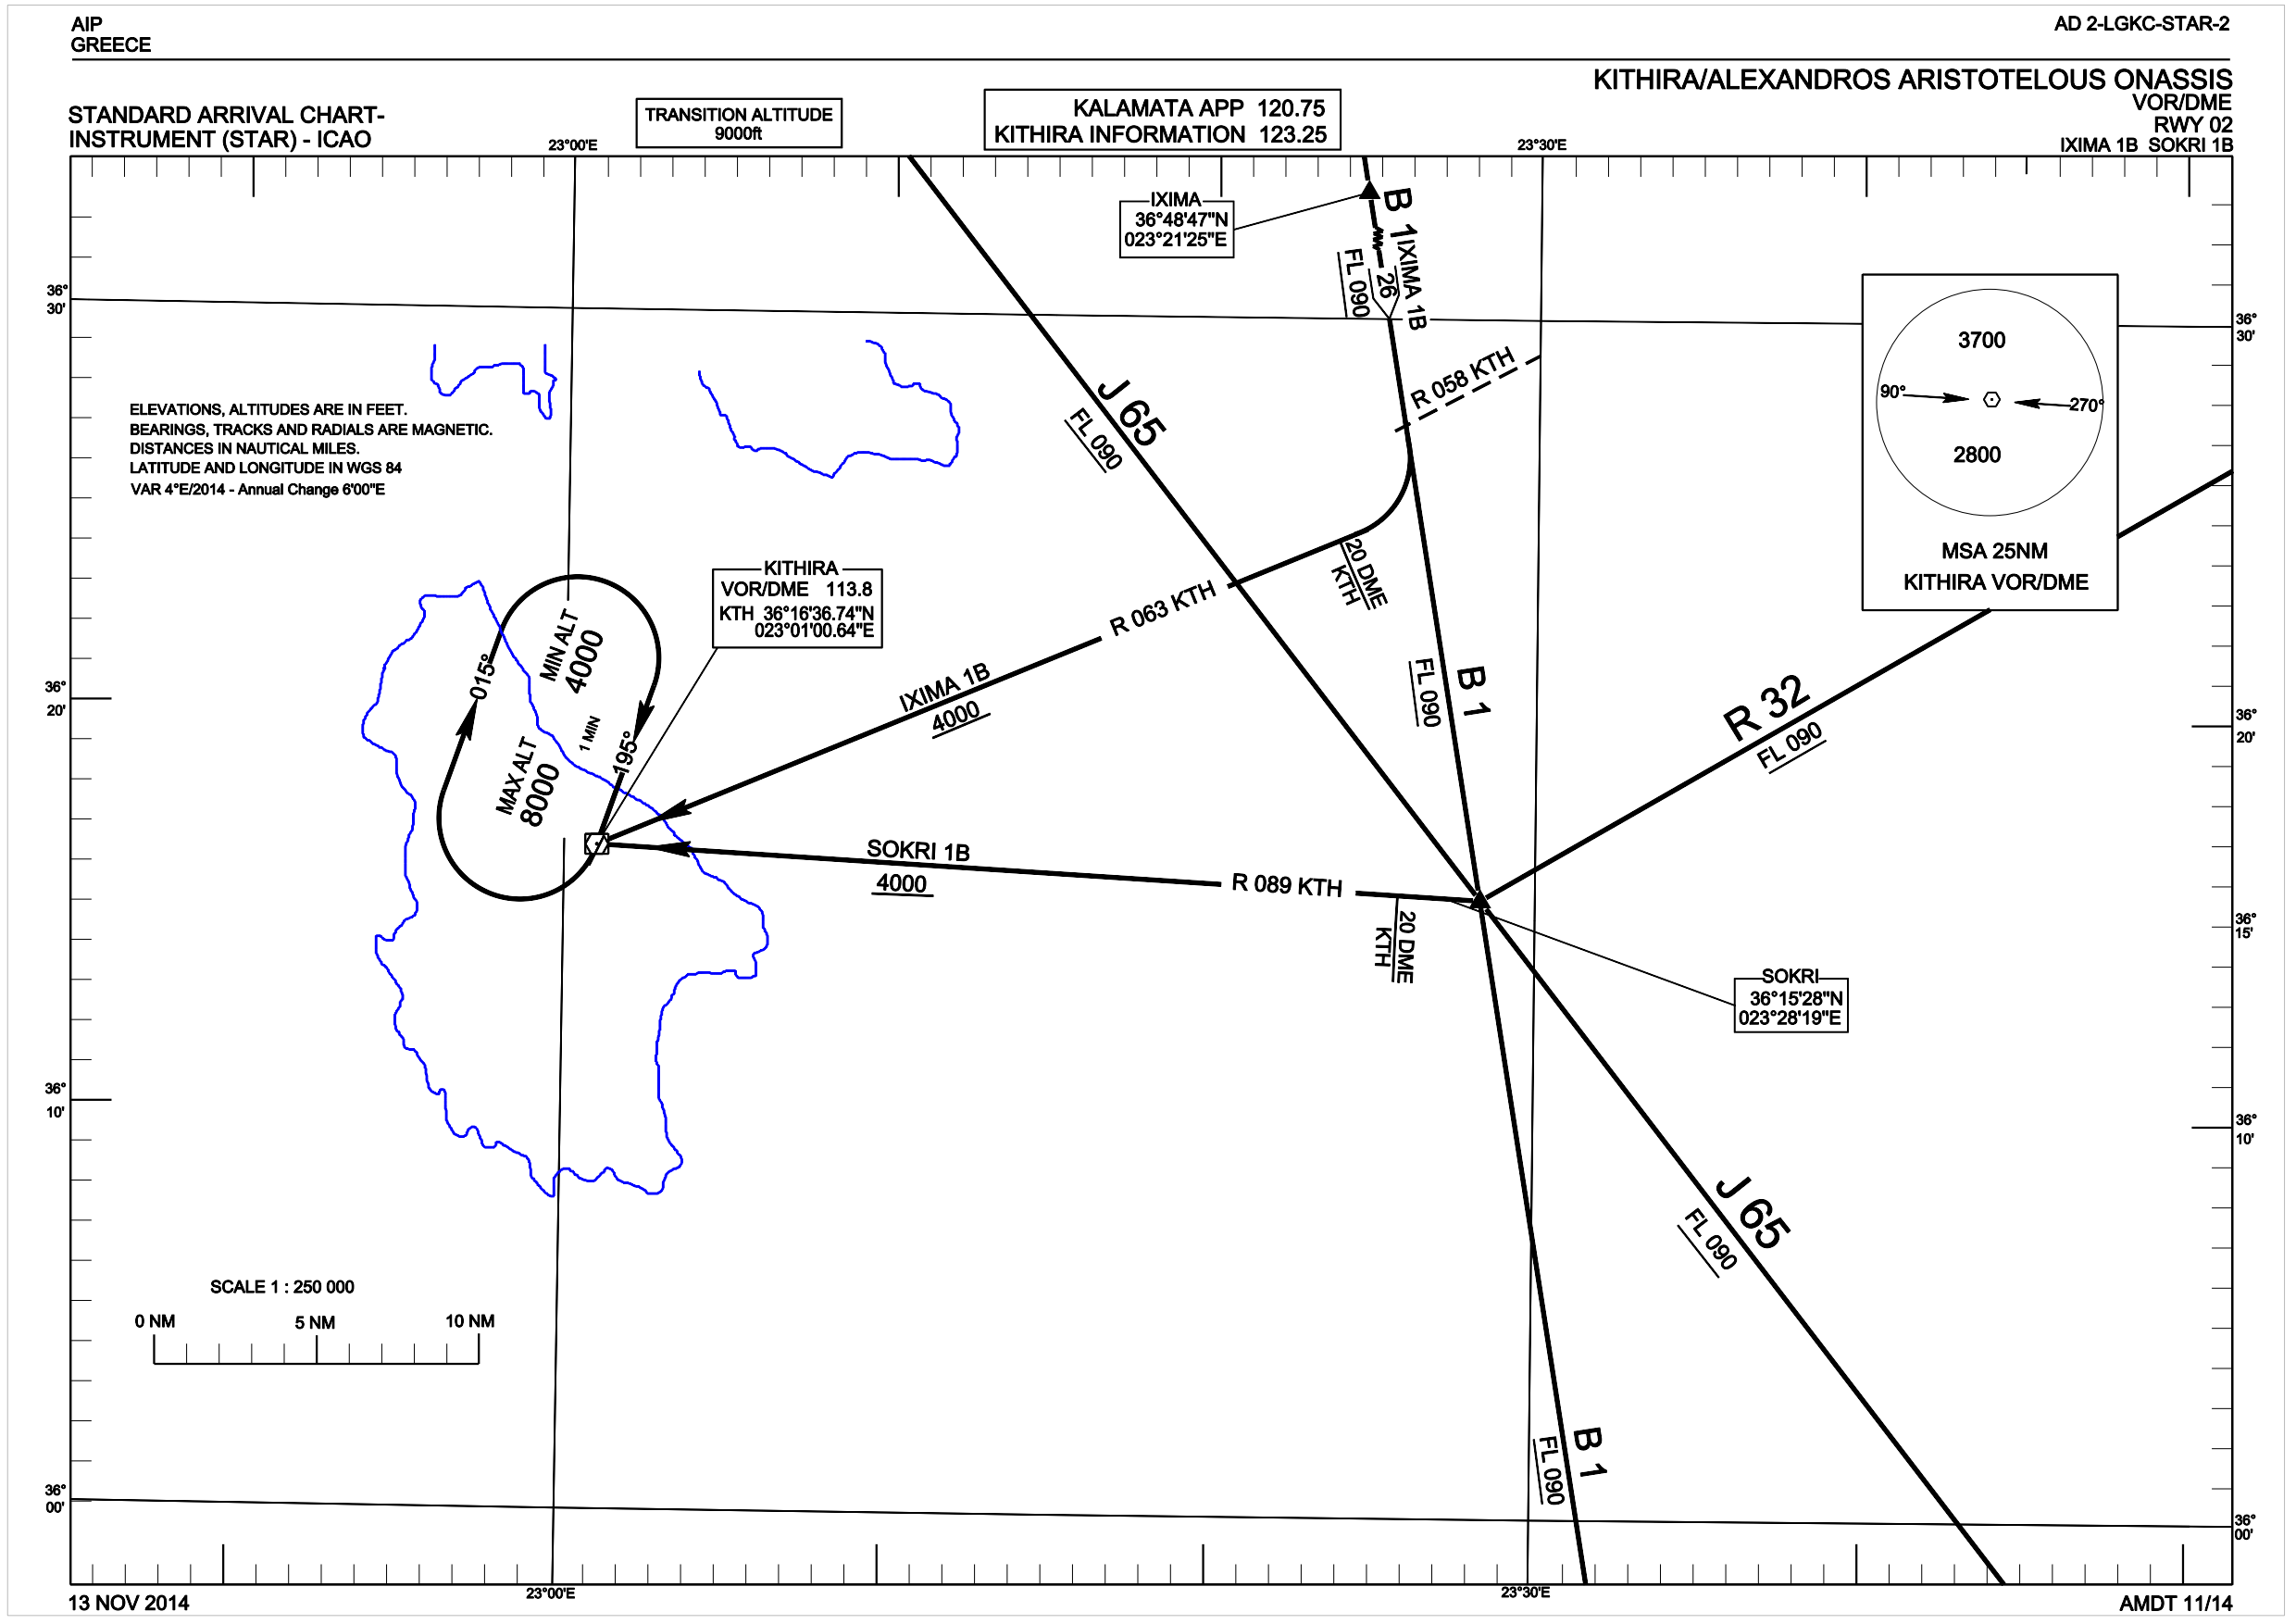 AIP
GREECE
AD 2-LGKC-STAR-2
KITHIRA/ALEXANDROS ARISTOTELOUS ONASSIS
VOR/DME
RWY 02
IXIMA 1B SOKRI 1B
STANDARD ARRIVAL CHART-
INSTRUMENT (STAR) - ICAO
TRANSITION ALTITUDE
9000ft
KALAMATA APP 120.75
KITHIRA INFORMATION 123.25
23°00'E
23°30'E
IXIMA
36°48'47"N
023°21'25"E
B 1
IXIMA 1B
26
FL 090
36°
30'
36°
30'
3700
90°
270°
2800
MSA 25NM
KITHIRA VOR/DME
R 058 KTH
J 65
FL 090
ELEVATIONS, ALTITUDES ARE IN FEET.
BEARINGS, TRACKS AND RADIALS ARE MAGNETIC.
DISTANCES IN NAUTICAL MILES.
LATITUDE AND LONGITUDE IN WGS 84
VAR 4°E/2014 - Annual Change 6'00"E
20 DME
KTH
KITHIRA
VOR/DME 113.8
KTH 36°16'36.74"N
023°01'00.64"E
R 063 KTH
IXIMA 1B
4000
MIN ALT
4000
015°
1 MIN
195°
MAX ALT
8000
B 1
FL 090
R 32
FL 090
36°
20'
36°
20'
SOKRI 1B
4000
R 089 KTH
20 DME
KTH
36°
15'
SOKRI
36°15'28"N
023°28'19"E
36°
10'
36°
10'
J 65
FL 090
SCALE 1 : 250 000
0 NM
5 NM
10 NM
B 1
FL 090
36°
00'
36°
00'
23°00'E
23°30'E
13 NOV 2014
AMDT 11/14